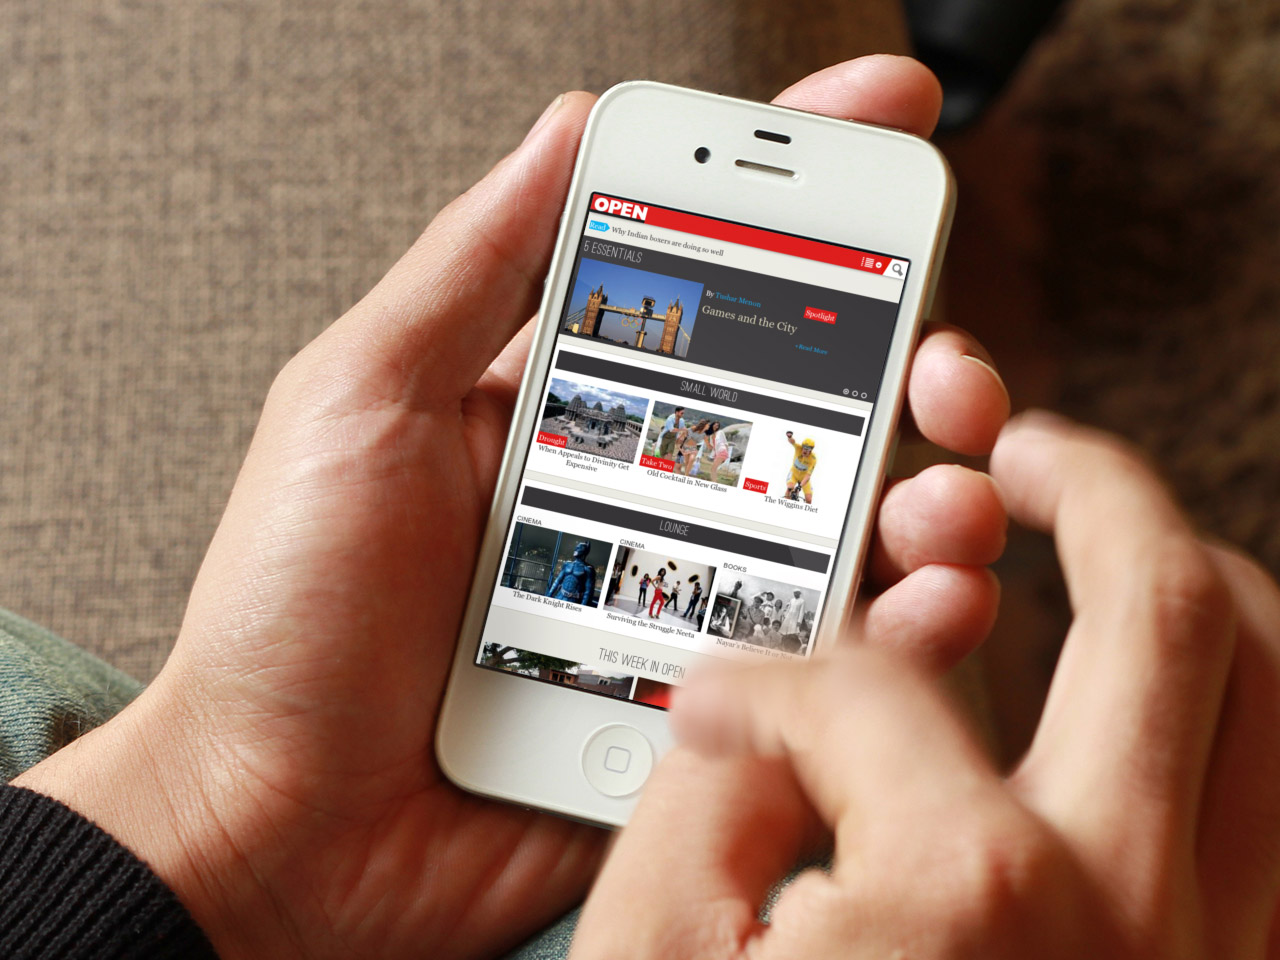 OPEN
Read Why Indian boxers are doing so well
5 ESSENTIALS
By Tushar Menon
Games and the City
Spotlight
+Read More
SMALL WORLD
Drought
When Appeals to Divinity Get
Expensive
Take Two
Old Cocktail in New Glass
Sports
The Wiggins Diet
LOUNGE
CINEMA
The Dark Knight Rises
CINEMA
Surviving the Struggle Neeta
BOOKS
Nayar's Believe It or Not
THIS WEEK IN OPEN